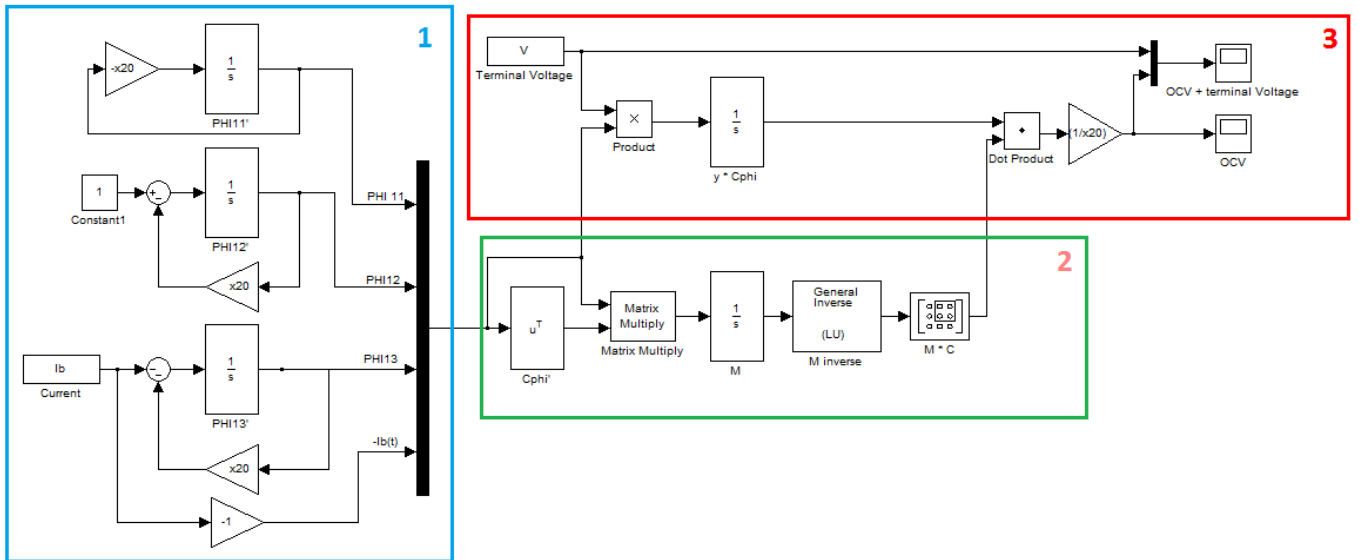 1
-x20
1
s
PHI11'
1
Constant1
+
-
1
s
PHI12'
x20
Ib
Current
-
-
1
s
PHI13'
x20
-1
PHI 11
PHI12
PHI13
-Ib(t)
3
V
Terminal Voltage
×
Product
1
s
y * Cphi
Dot Product
(1/x20)
OCV + terminal Voltage
OCV
2
uT
Cphi'
Matrix
Multiply
Matrix Multiply
1
s
M
General
Inverse
(LU)
M inverse
M * C